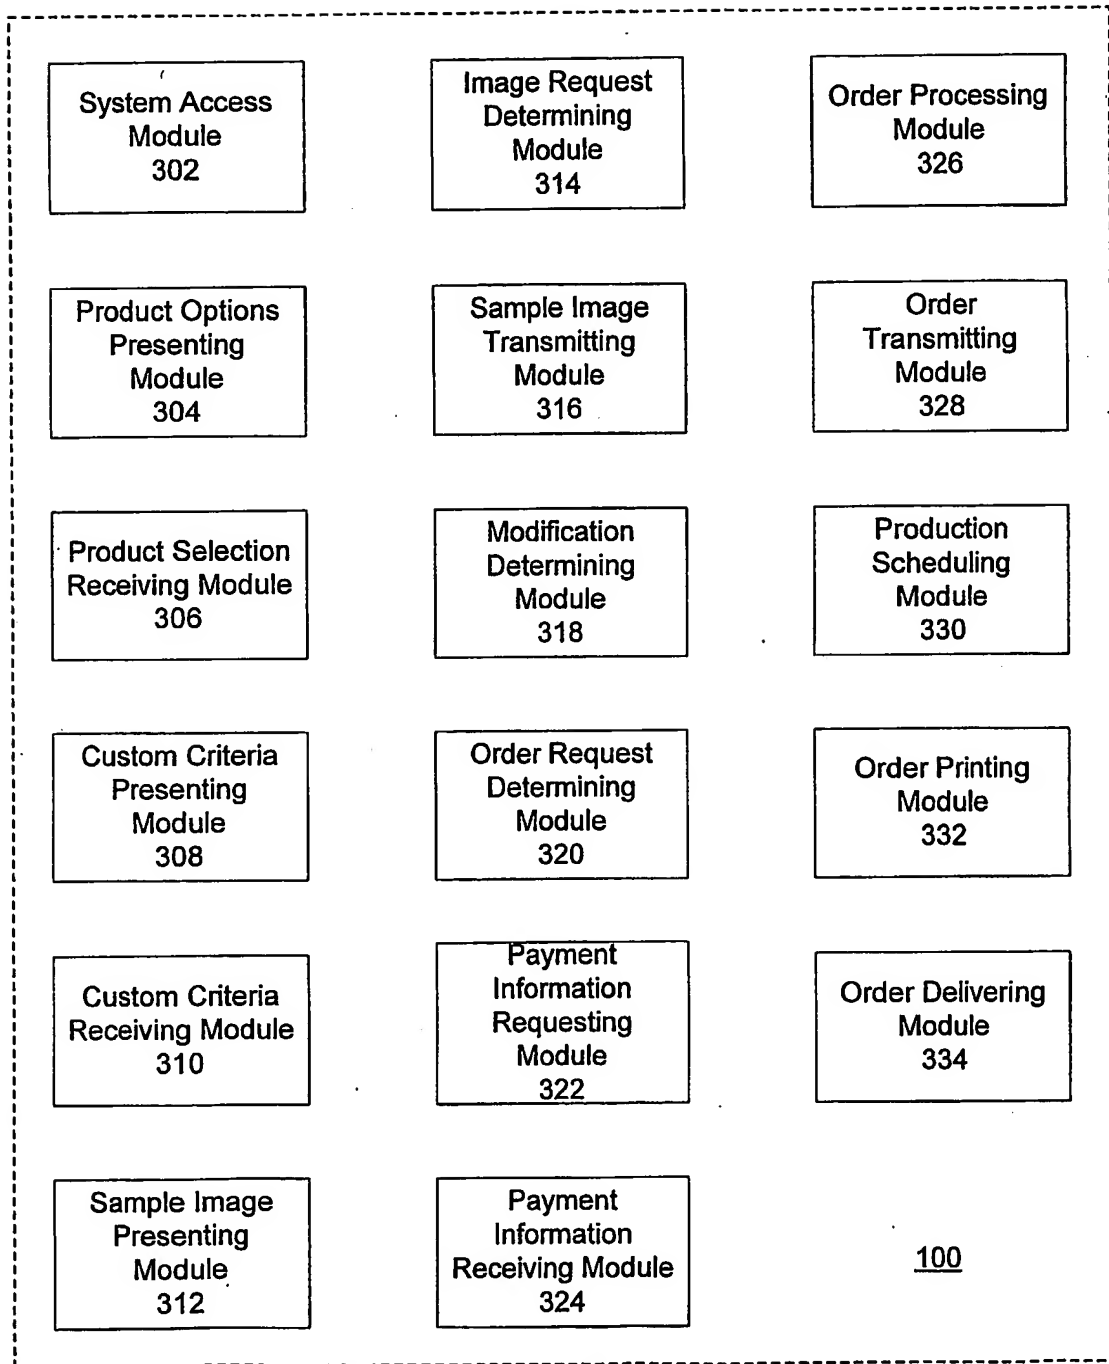 System Access
Module
302
Product Options
Presenting
Module
304
Product Selection
Receiving Module
306
Custom Criteria
Presenting
Module
308
Custom Criteria
Receiving Module
310
Sample Image
Presenting
Module
312
Image Request
Determining
Module
314
Sample Image
Transmitting
Module
316
Modification
Determining
Module
318
Order Request
Determining
Module
320
Payment
Information
Requesting
Module
322
Payment
Information
Receiving Module
324
Order Processing
Module
326
Order
Transmitting
Module
328
Production
Scheduling
Module
330
Order Printing
Module
332
Order Delivering
Module
334
100